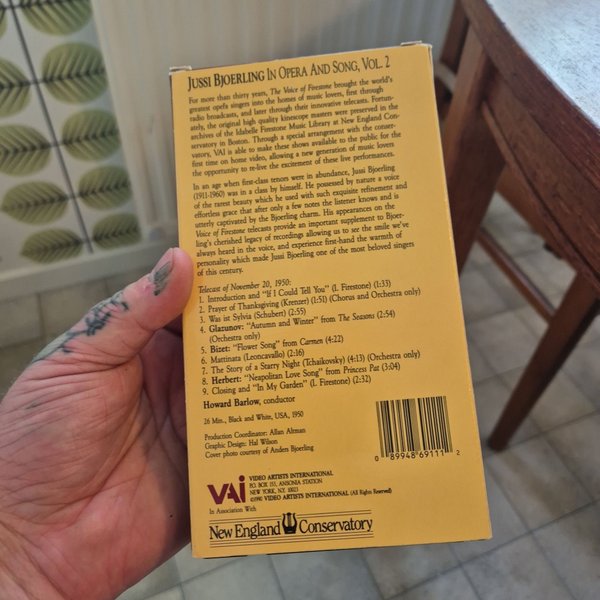 JUSSI BJOERLING IN OPERA AND SONG, VOL. 2
For more than thirty years, The Voice of Firestone brought the world's
greatest opera singers into the homes of music lovers, first through
radio broadcasts, and later through their innovative telecasts. Fortun-
ately, the original high quality kinescope masters were preserved in the
archives of the Idabelle Firestone Music Library at New England Con-
servatory in Boston. Through a special arrangement with the conser-
vatory, VAI is able to make these shows available to the public for the
first time on home video, allowing a new generation of music lovers
the opportunity to re-live the excitement of these live performances.
In an age when first-class tenors were in abundance, Jussi Bjoerling
(1911-1960) was in a class by himself. He possessed by nature a voice
of the rarest beauty which he used with such exquisite refinement and
effortless grace that after only a few notes the listener knows and is
utterly captivated by the Bjoerling charm. His appearances on the
Voice of Firestone telecasts provide an important supplement to Bjoer-
ling's cherished legacy of recordings allowing us to see the smile we've
always heard in the voice, and experience first-hand the warmth of
personality which made Jussi Bjoerling one of the most beloved singers
of this century.
Telecast of November 20, 1950:
1. Introduction and "If I Could Tell You" (I. Firestone) (1:33)
2. Prayer of Thanksgiving (Krenzer) (1:51) (Chorus and Orchestra only)
3. Was ist Sylvia (Schubert) (2:55)
4. Glazunov: "Autumn and Winter" from The Seasons (2:54)
(Orchestra only)
5. Bizet: "Flower Song" from Carmen (4:22)
6. Mattinata (Leoncavallo) (2:16)
7. The Story of a Starry Night (Tchaikovsky) (4:13) (Orchestra only)
8. Herbert: "Neapolitan Love Song" from Princess Pat (3:04)
9. Closing and "In My Garden" (I. Firestone) (2:32)
Howard Barlow, conductor
26 Min., Black and White, USA, 1950
Production Coordinator: Allan Altman
Graphic Design: Hal Wilson
Cover photo courtesy of Anders Bjoerling
0 89948 69111 2
VAI
VIDEO ARTISTS INTERNATIONAL
P.O. BOX 153, ANSONIA STATION
NEW YORK, N.Y. 10023
©1990 VIDEO ARTISTS INTERNATIONAL (All Rights Reserved)
In Association With
New England Conservatory